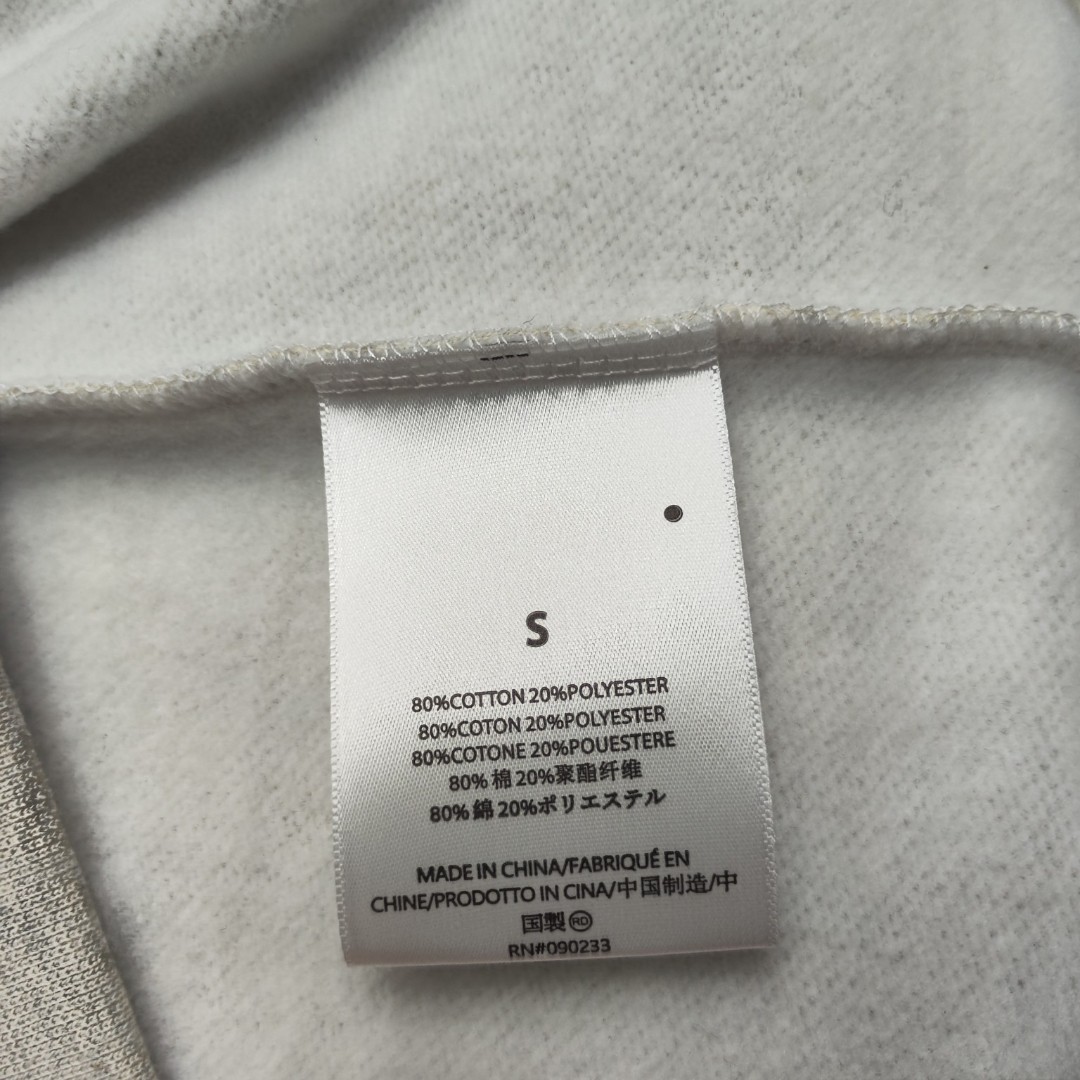 S
80%COTTON 20%POLYESTER
80%COTON 20%POLYESTER
80%COTONE 20%POUESTERE
80% 棉 20%聚酯纤维
80% 綿 20%ポリエステル
MADE IN CHINA/FABRIQUÉ EN
CHINE/PRODOTTO IN CINA/中国制造/中
国製 RD
RN#090233